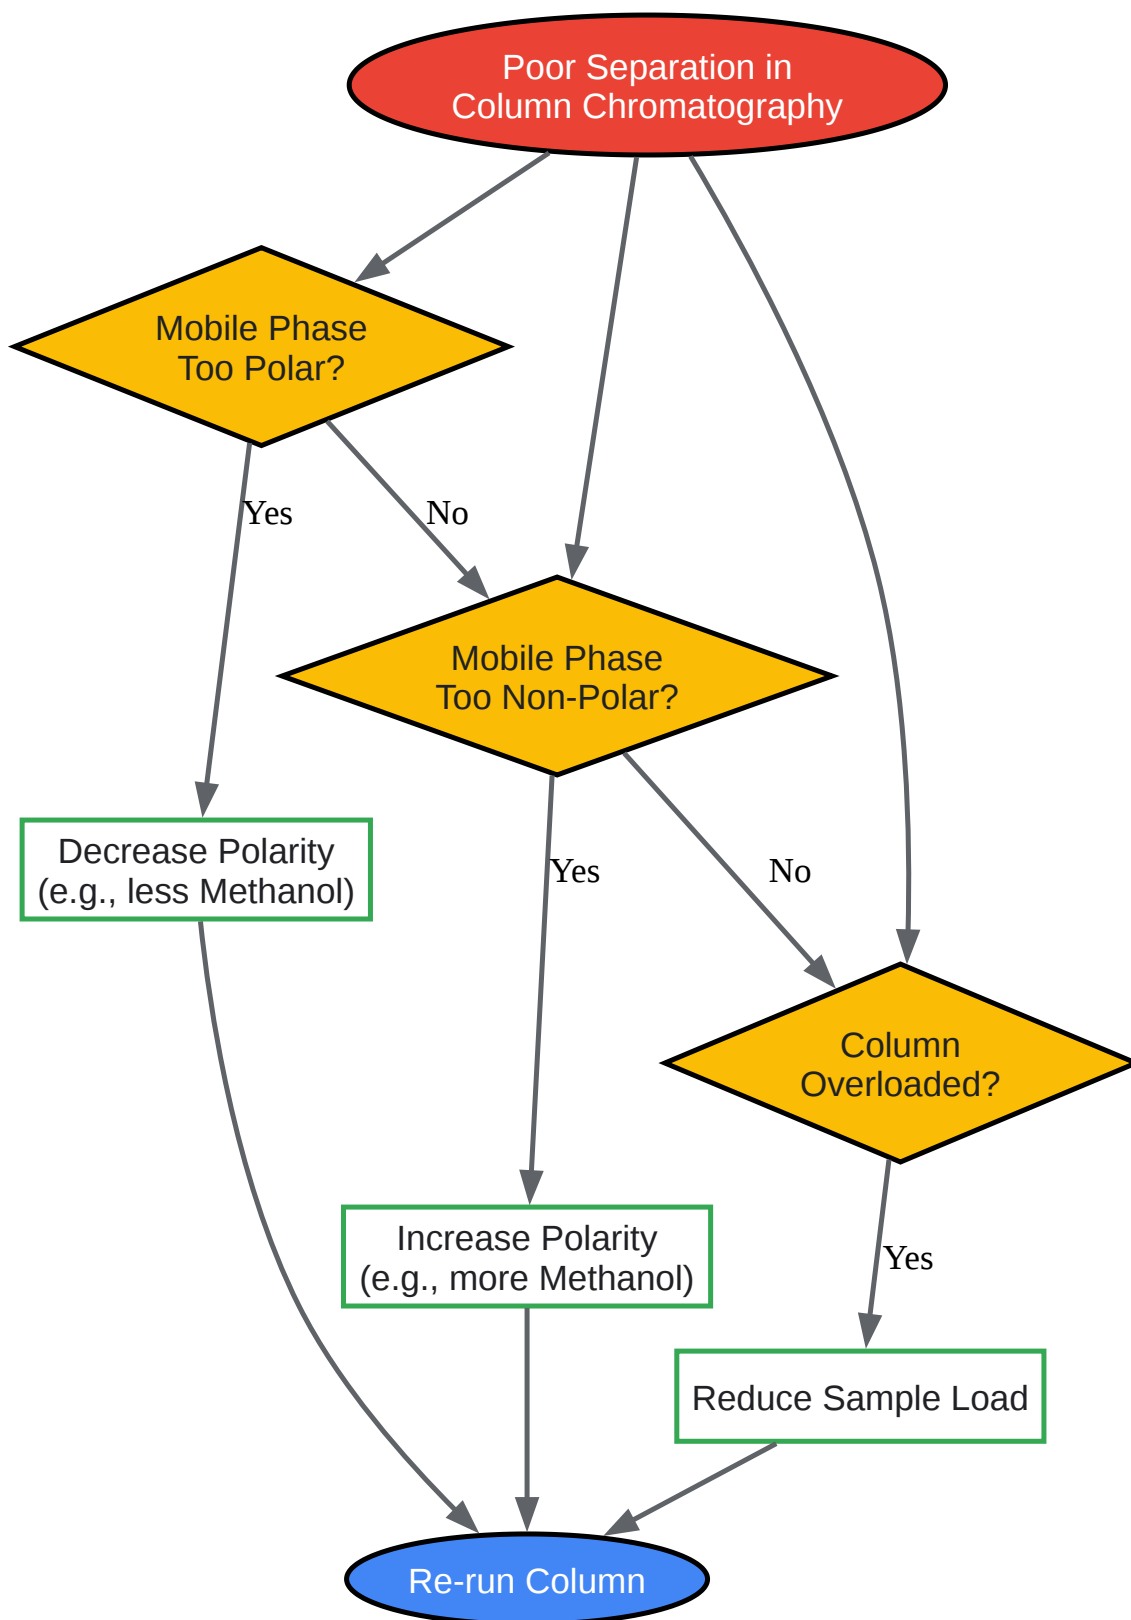 Poor Separation in
Column Chromatography
Mobile Phase
Too Polar?
Yes
No
Mobile Phase
Too Non-Polar?
Decrease Polarity
(e.g., less Methanol)
Yes
No
Column
Overloaded?
Increase Polarity
(e.g., more Methanol)
Yes
Reduce Sample Load
Re-run Column